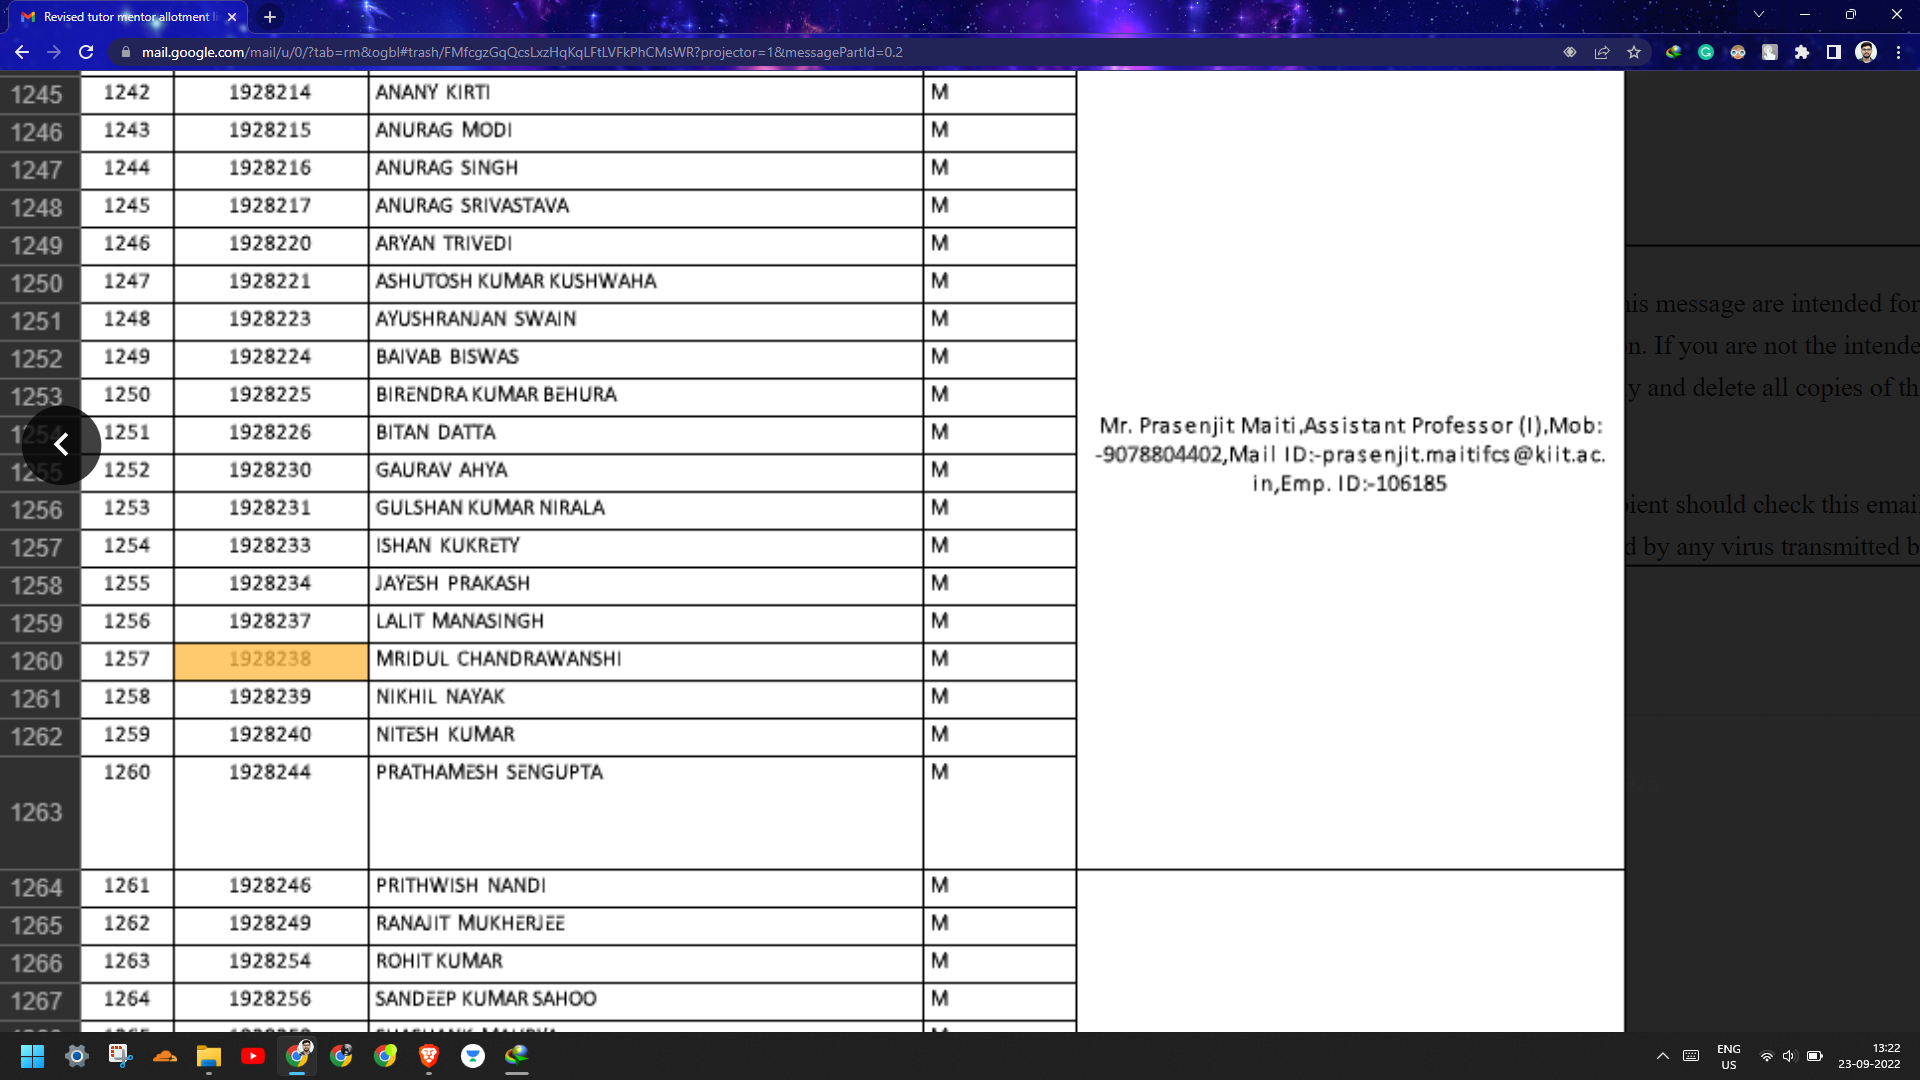 Revised tutor mentor allotment li
mail.google.com/mail/u/0/?tab=rm&ogbl#trash/FMfcgzGqQcsLxzHqKqLFtLVFkPhCMsWR?projector=1&messagePartId=0.2
1245 1242 1928214 ANANY KIRTI M
1246 1243 1928215 ANURAG MODI M
1247 1244 1928216 ANURAG SINGH M
1248 1245 1928217 ANURAG SRIVASTAVA M
1249 1246 1928220 ARYAN TRIVEDI M
1250 1247 1928221 ASHUTOSH KUMAR KUSHWAHA M
1251 1248 1928223 AYUSHRANJAN SWAIN M
1252 1249 1928224 BAIVAB BISWAS M
1253 1250 1928225 BIRENDRA KUMAR BEHURA M
1254 1251 1928226 BITAN DATTA M
1255 1252 1928230 GAURAV AHYA M
1256 1253 1928231 GULSHAN KUMAR NIRALA M
1257 1254 1928233 ISHAN KUKRETY M
1258 1255 1928234 JAYESH PRAKASH M
1259 1256 1928237 LALIT MANASINGH M
1260 1257 1928238 MRIDUL CHANDRAWANSHI M
1261 1258 1928239 NIKHIL NAYAK M
1262 1259 1928240 NITESH KUMAR M
1263 1260 1928244 PRATHAMESH SENGUPTA M
Mr. Prasenjit Maiti,Assistant Professor (I),Mob:
-9078804402,Mail ID:-prasenjit.maitifcs@kiit.ac.
in,Emp. ID:-106185
1264 1261 1928246 PRITHWISH NANDI M
1265 1262 1928249 RANAJIT MUKHERJEE M
1266 1263 1928254 ROHIT KUMAR M
1267 1264 1928256 SANDEEP KUMAR SAHOO M
his message are intended for
n. If you are not the intende
y and delete all copies of th
ient should check this email
d by any virus transmitted b
ENG
US
13:22
23-09-2022